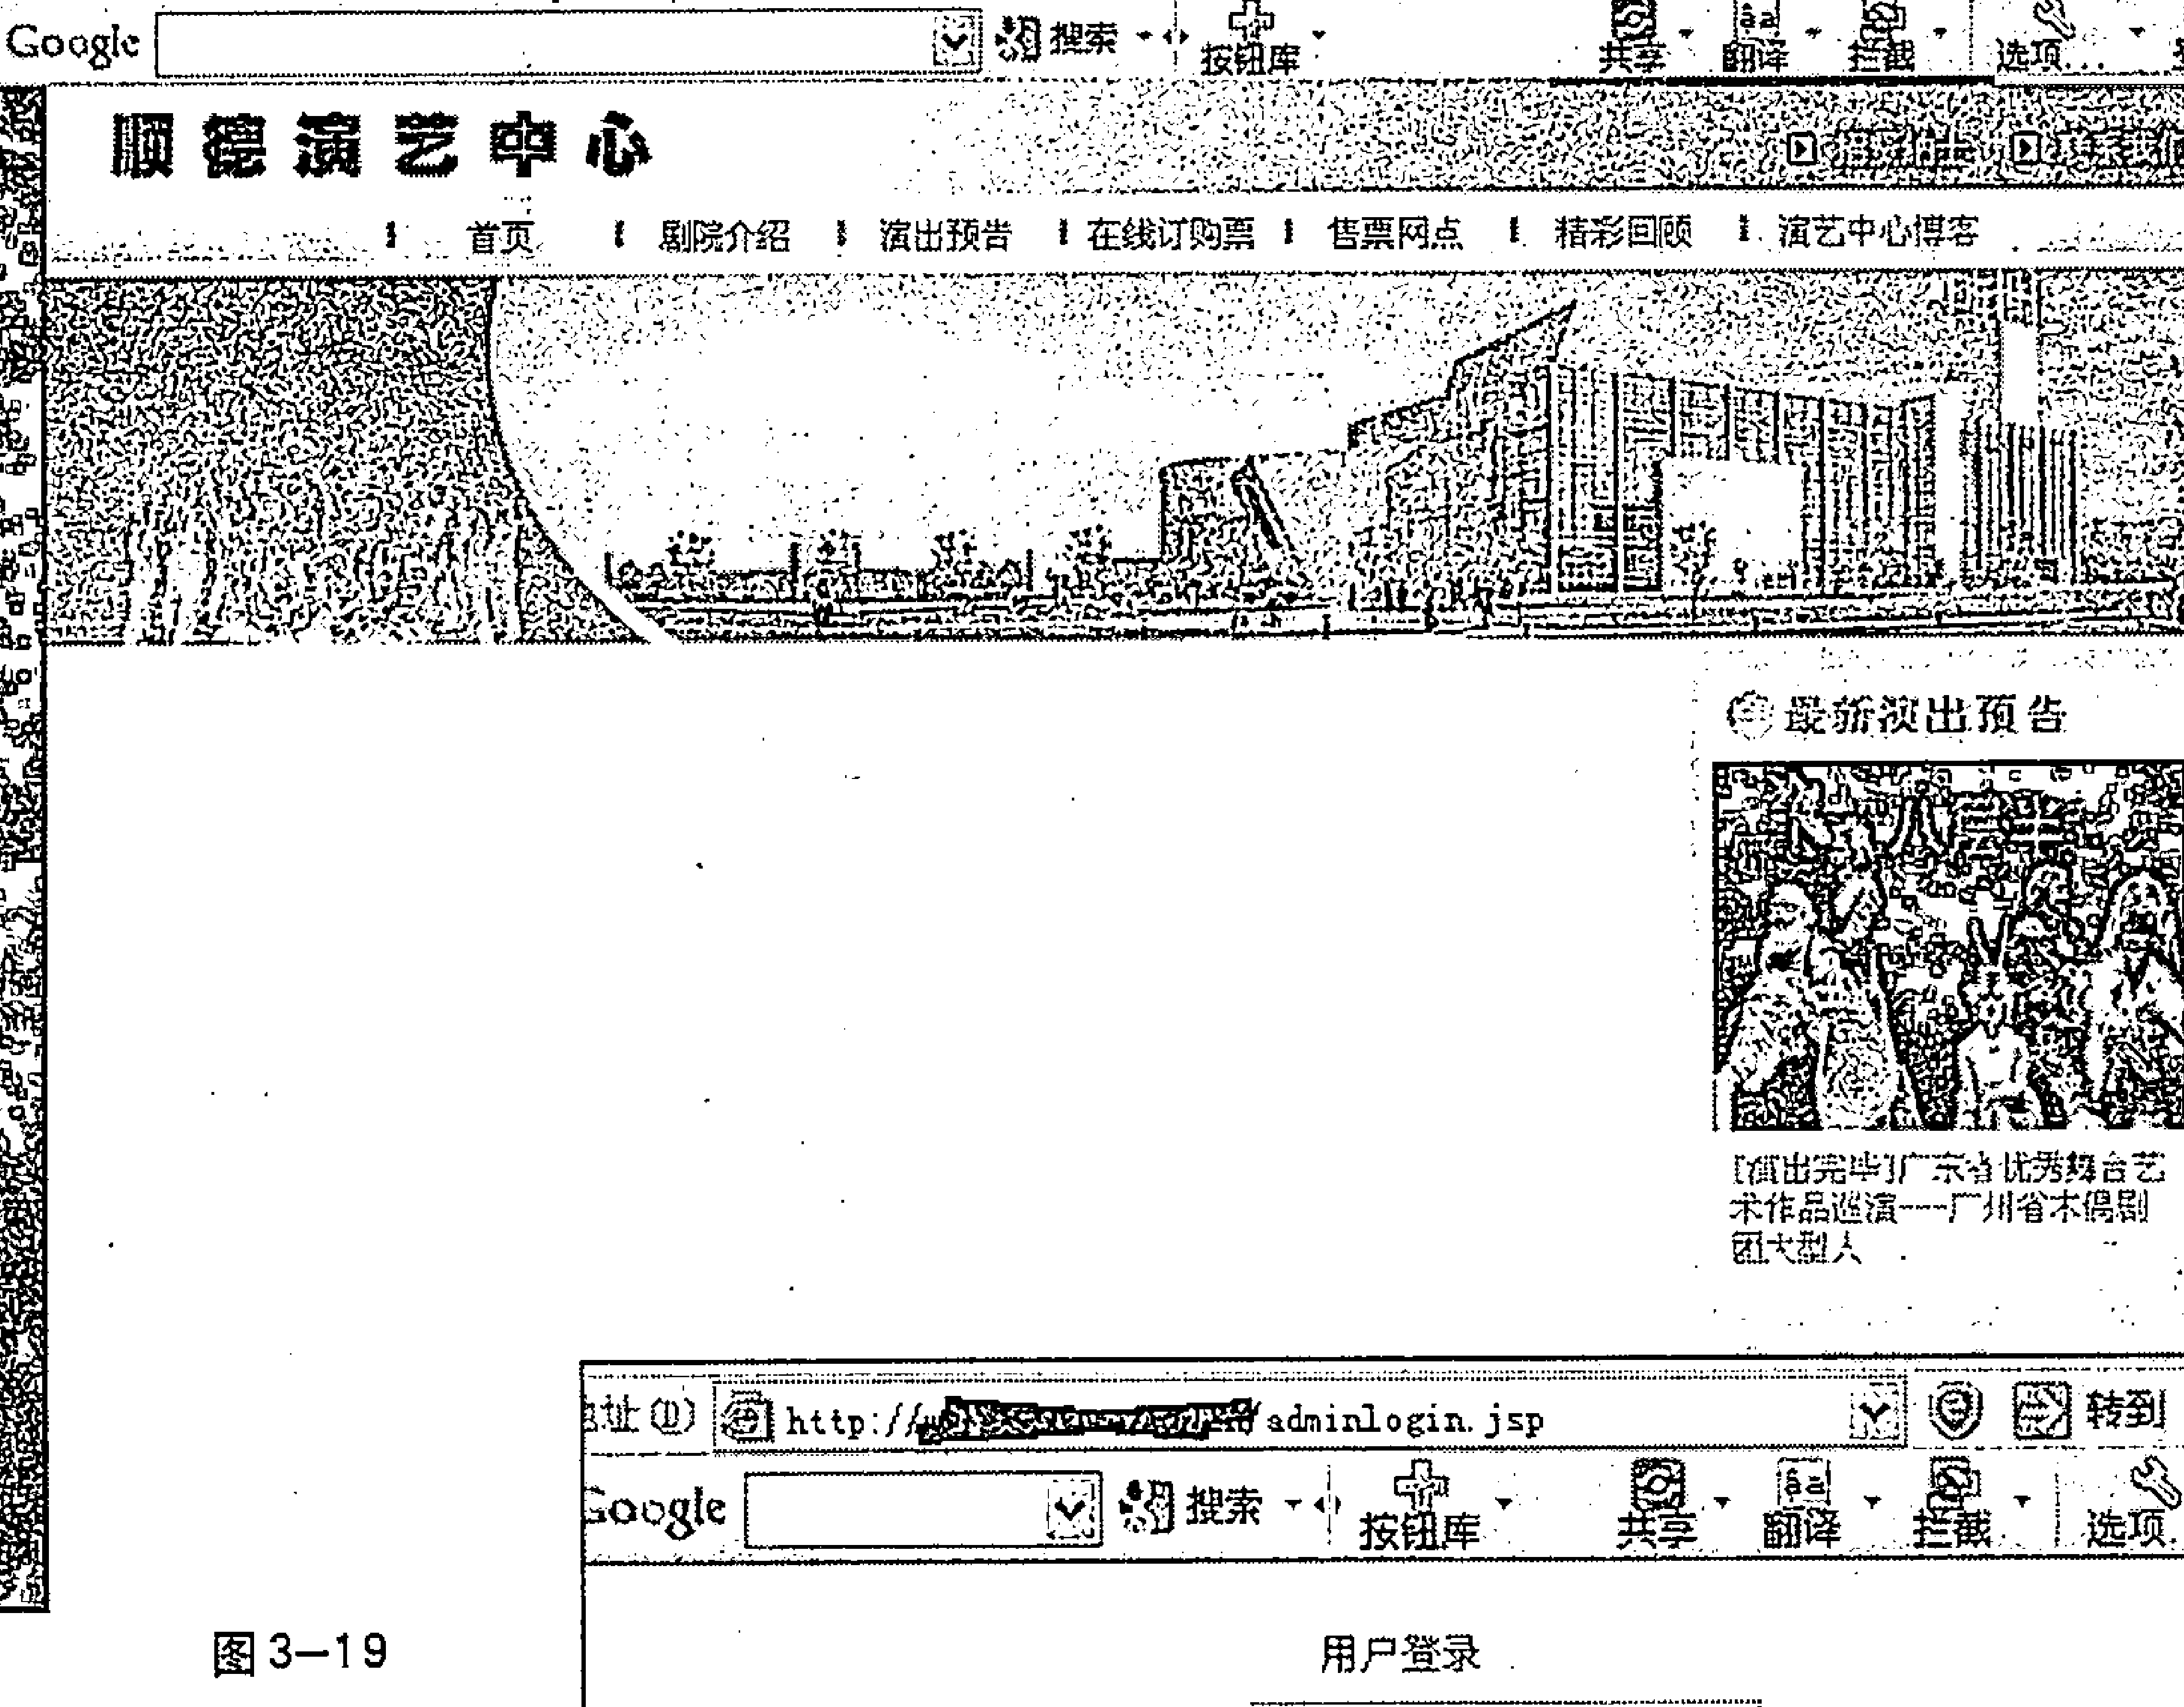 Google 搜索 按钮库 共享 翻译 拦截 选项...
顺德演艺中心
首页 剧院介绍 演出预告 在线订购票 售票网点 精彩回顾 演艺中心博客
最新演出预告
[演出完毕]广东省优秀舞台艺
术作品巡演---广州省木偶剧
团大型人
址(D) http:// /adminlogin.jsp 转到
Google 搜索 按钮库 共享 翻译 拦截 选项
图3-19
用户登录